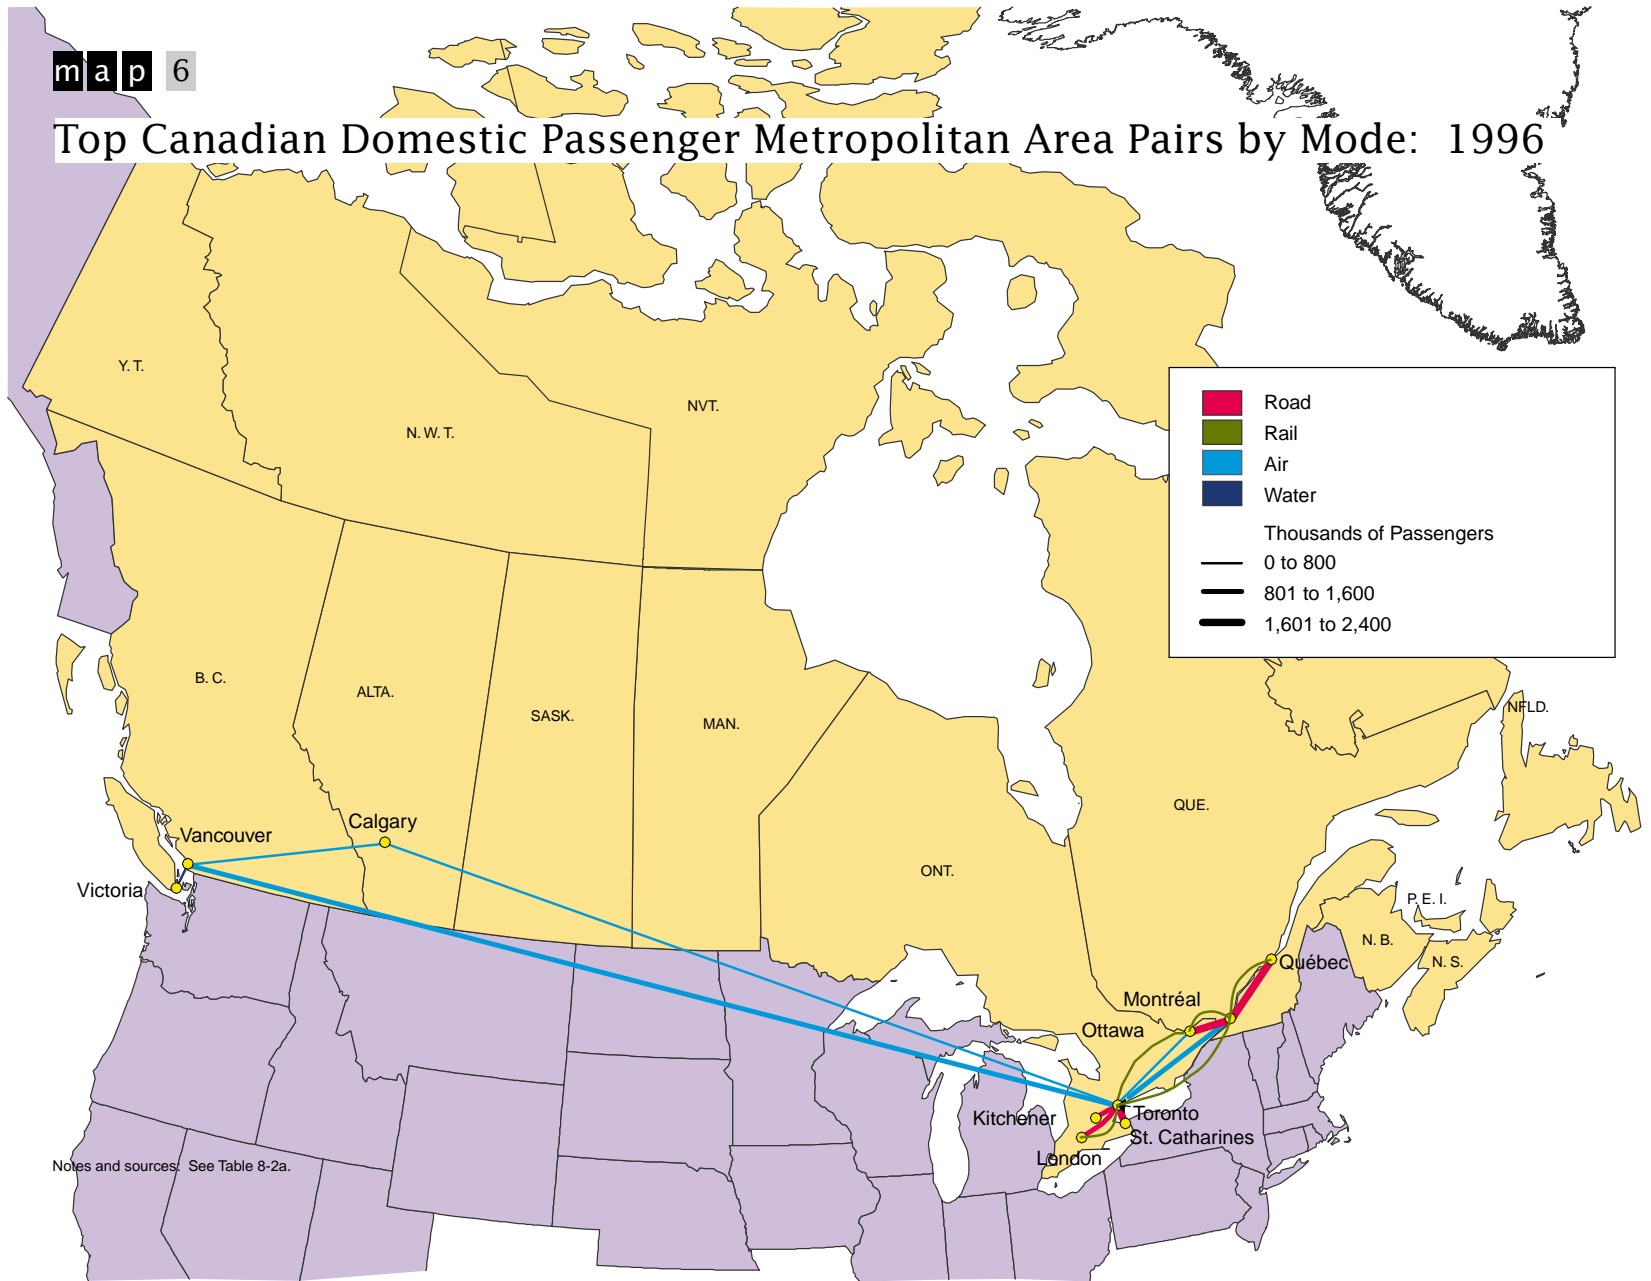 map 6
Top Canadian Domestic Passenger Metropolitan Area Pairs by Mode: 1996
Y. T.
N. W. T.
NVT.
Road
Rail
Air
Water
Thousands of Passengers
0 to 800
801 to 1,600
1,601 to 2,400
B. C.
ALTA.
SASK.
MAN.
NFLD.
QUE.
ONT.
Vancouver
Calgary
Victoria
P. E. I.
N. B.
N. S.
Québec
Montréal
Ottawa
Kitchener
Toronto
St. Catharines
London
Notes and sources: See Table 8-2a.